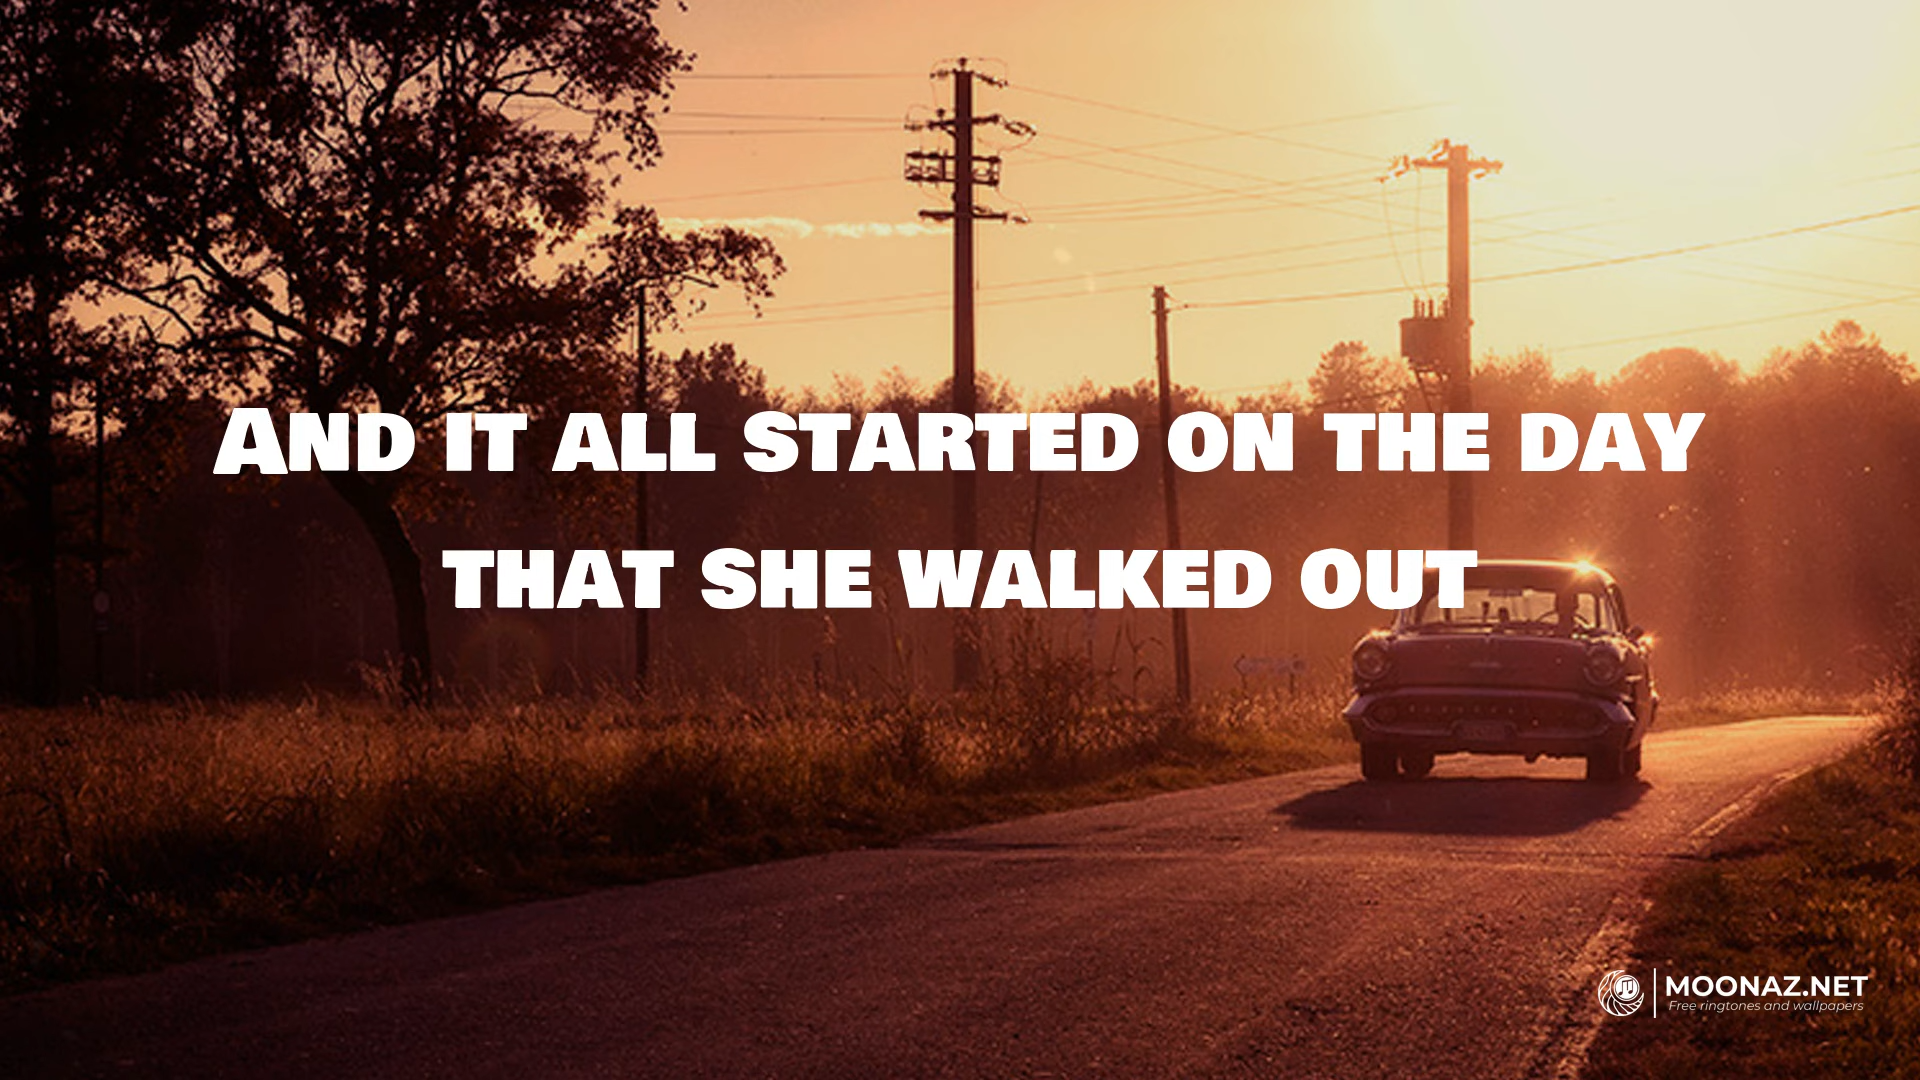 And it all started on the day
that she walked out
MOONAZ.NET
Free ringtones and wallpapers